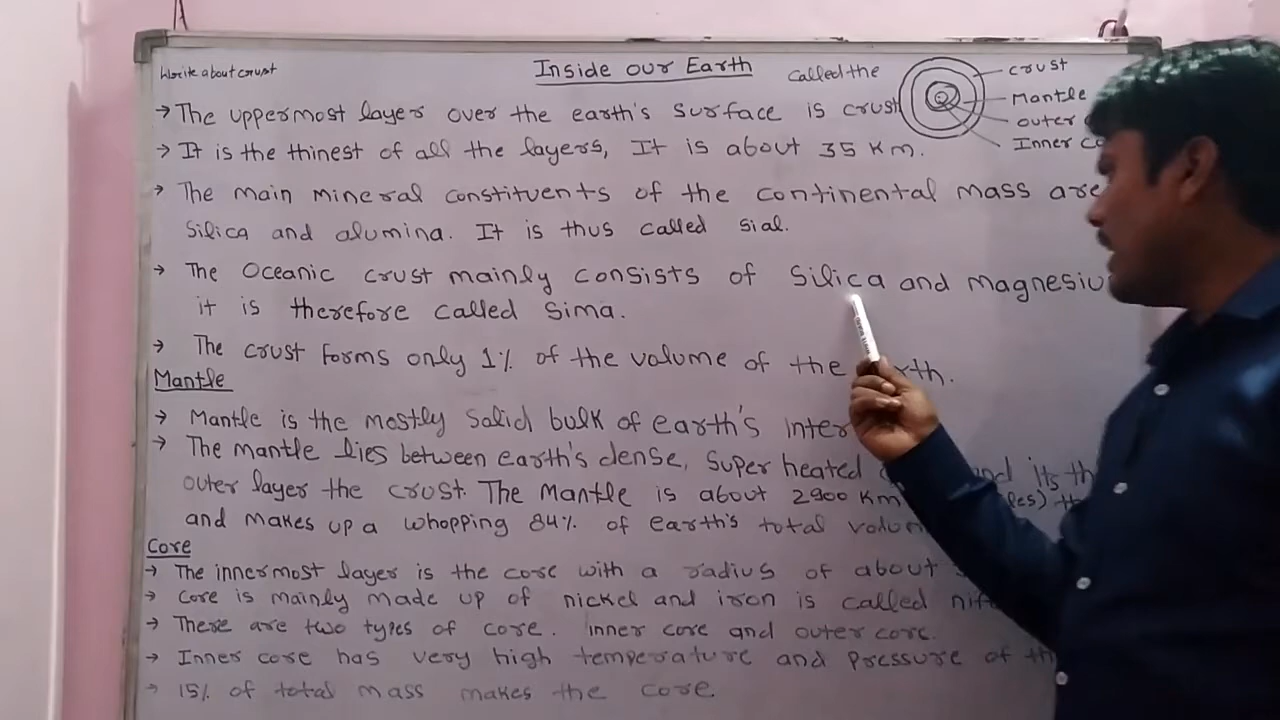 Write about crust
Inside our Earth
called the
crust
Mantle
outer
Inner
→ The uppermost layer over the earth's surface is crust
→ It is the thinest of all the layers, It is about 35 Km.
→ The main mineral constituents of the continental mass are
silica and alumina. It is thus called sial.
→ The Oceanic crust mainly consists of Silica and magnesiu
it is therefore called Sima.
→ The crust forms only 1% of the volume of the
Mantle
→ Mantle is the mostly Salid bulk of earth's inter
→ The mantle lies between earth's dense, Super heated and its
outer layer the crust. The Mantle is about 2900 Km
and makes up a whopping 84% of earth's total
Core
→ The innermost layer is the core with a radius of about
→ Core is mainly made up of nickel and iron is called
→ There are two types of core. Inner core and outer core.
→ Inner core has very high temperature and Pressure of
→ 15% of total mass makes the core.